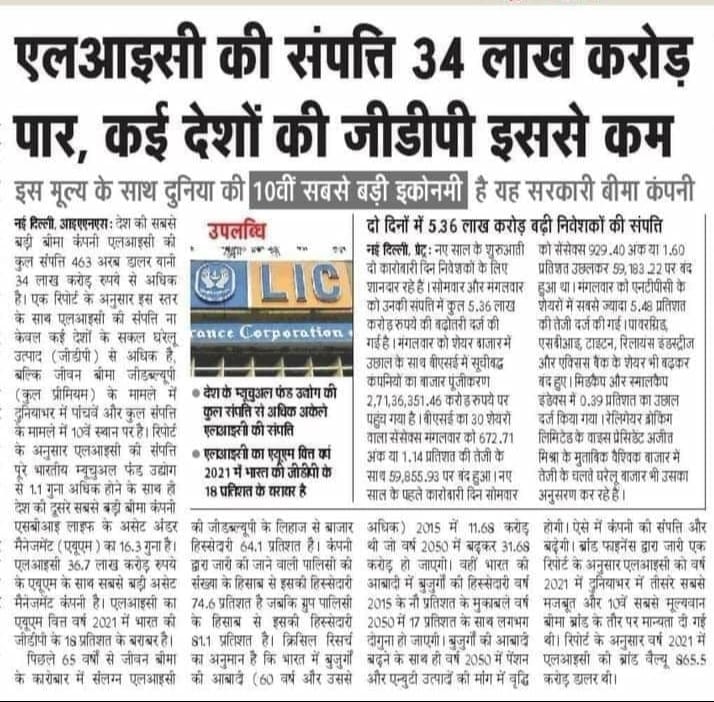 एलआइसी की संपत्ति 34 लाख करोड़
पार, कई देशों की जीडीपी इससे कम
इस मूल्य के साथ दुनिया की 10वीं सबसे बड़ी इकोनमी है यह सरकारी बीमा कंपनी
नई दिल्ली, आइएएनएस: देश की सबसे
बड़ी बीमा कंपनी एलआइसी की
कुल संपत्ति 463 अरब डालर यानी
34 लाख करोड़ रुपये से अधिक
है। एक रिपोर्ट के अनुसार इस स्तर
के साथ एलआइसी की संपत्ति ना
केवल कई देशों के सकल घरेलू
उत्पाद (जीडीपी) से अधिक है,
बल्कि जीवन बीमा जीडब्ल्यूपी
(कुल प्रीमियम) के मामले में
दुनियाभर में पांचवें और कुल संपत्ति
के मामले में 10वें स्थान पर है। रिपोर्ट
के अनुसार एलआइसी की संपत्ति
पूरे भारतीय म्यूचुअल फंड उद्योग
से 1.1 गुना अधिक होने के साथ ही
देश की दूसरे सबसे बड़ी बीमा कंपनी
एसबीआइ लाइफ के असेट अंडर
मैनेजमेंट (एयूएम) का 16.3 गुना है।
एलआइसी 36.7 लाख करोड़ रुपये
के एयूएम के साथ सबसे बड़ी असेट
मैनेजमेंट कंपनी है। एलआइसी का
एयूएम वित्त वर्ष 2021 में भारत की
जीडीपी के 18 प्रतिशत के बराबर है।
पिछले 65 वर्षों से जीवन बीमा
के कारोबार में संलग्न एलआइसी
उपलब्धि
LIC
rance Corporation
● देश के म्यूचुअल फंड उद्योग की
कुल संपत्ति से अधिक अकेले
एलआइसी की संपत्ति
● एलआइसी का एयूएम वित्त वर्ष
2021 में भारत की जीडीपी के
18 प्रतिशत के बराबर है
की जीडब्ल्यूपी के लिहाज से बाजार
हिस्सेदारी 64.1 प्रतिशत है। कंपनी
द्वारा जारी की जाने वाली पालिसी की
संख्या के हिसाब से इसकी हिस्सेदारी
74.6 प्रतिशत है जबकि ग्रुप पालिसी
के हिसाब से इसकी हिस्सेदारी
81.1 प्रतिशत है। क्रिसिल रिसर्च
का अनुमान है कि भारत में बुजुर्गों
की आबादी (60 वर्ष और उससे
अधिक) 2015 में 11.68 करोड़
थी जो वर्ष 2050 में बढ़कर 31.68
करोड़ हो जाएगी। वहीं भारत की
आबादी में बुजुर्गों की हिस्सेदारी वर्ष
2015 के नौ प्रतिशत के मुकाबले वर्ष
2050 में 17 प्रतिशत के साथ लगभग
दोगुना हो जाएगी। बुजुर्गों की आबादी
बढ़ने के साथ ही वर्ष 2050 में पेंशन
और एन्युटी उत्पादों की मांग में वृद्धि
होगी। ऐसे में कंपनी की संपत्ति और
बढ़ेगी। ब्रांड फाइनेंस द्वारा जारी एक
रिपोर्ट के अनुसार एलआइसी को वर्ष
2021 में दुनियाभर में तीसरे सबसे
मजबूत और 10वें सबसे मूल्यवान
बीमा ब्रांड के तौर पर मान्यता दी गई
थी। रिपोर्ट के अनुसार वर्ष 2021 में
एलआइसी की ब्रांड वैल्यू 865.5
करोड़ डालर थी।
दो दिनों में 5.36 लाख करोड़ बढ़ी निवेशकों की संपत्ति
नई दिल्ली, प्रेट्र: नए साल के शुरुआती
दो कारोबारी दिन निवेशकों के लिए
शानदार रहे है। सोमवार और मंगलवार
को उनकी संपत्ति में कुल 5.36 लाख
करोड़ रुपये की बढ़ोतरी दर्ज की
गई है। मंगलवार को शेयर बाजार में
उछाल के साथ बीएसई में सूचीबद्ध
कंपनियों का बाजार पूंजीकरण
2,71,36,351.46 करोड़ रुपये पर
पहुंच गया है। बीएसई का 30 शेयरों
वाला सेंसेक्स मंगलवार को 672.71
अंक या 1.14 प्रतिशत की तेजी के
साथ 59,855.93 पर बंद हुआ। नए
साल के पहले कारोबारी दिन सोमवार
को सेंसेक्स 929.40 अंक या 1.60
प्रतिशत उछलकर 59,183.22 पर बंद
हुआ था। मंगलवार को एनटीपीसी के
शेयरों में सबसे ज्यादा 5.48 प्रतिशत
की तेजी दर्ज की गई। पावरग्रिड,
एसबीआइ, टाइटन, रिलायंस इंडस्ट्रीज
और एक्सिस बैंक के शेयर भी बढ़कर
बंद हुए। मिडकैप और स्मालकैप
इंडेक्स में 0.39 प्रतिशत का उछाल
दर्ज किया गया। रेलिगेयर ब्रोकिंग
लिमिटेड के वाइस प्रेसिडेंट अजीत
मिश्रा के मुताबिक वैश्विक बाजार में
तेजी के चलते घरेलू बाजार भी उसका
अनुसरण कर रहे हैं।